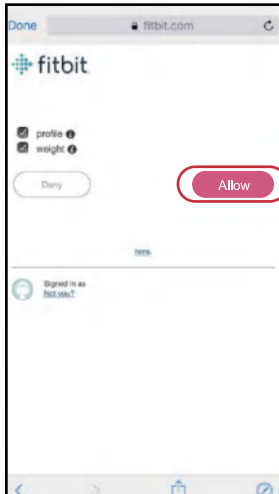 Done fitbit.com
fitbit
profile
weight
Deny Allow
here.
Signed in as
Not you?